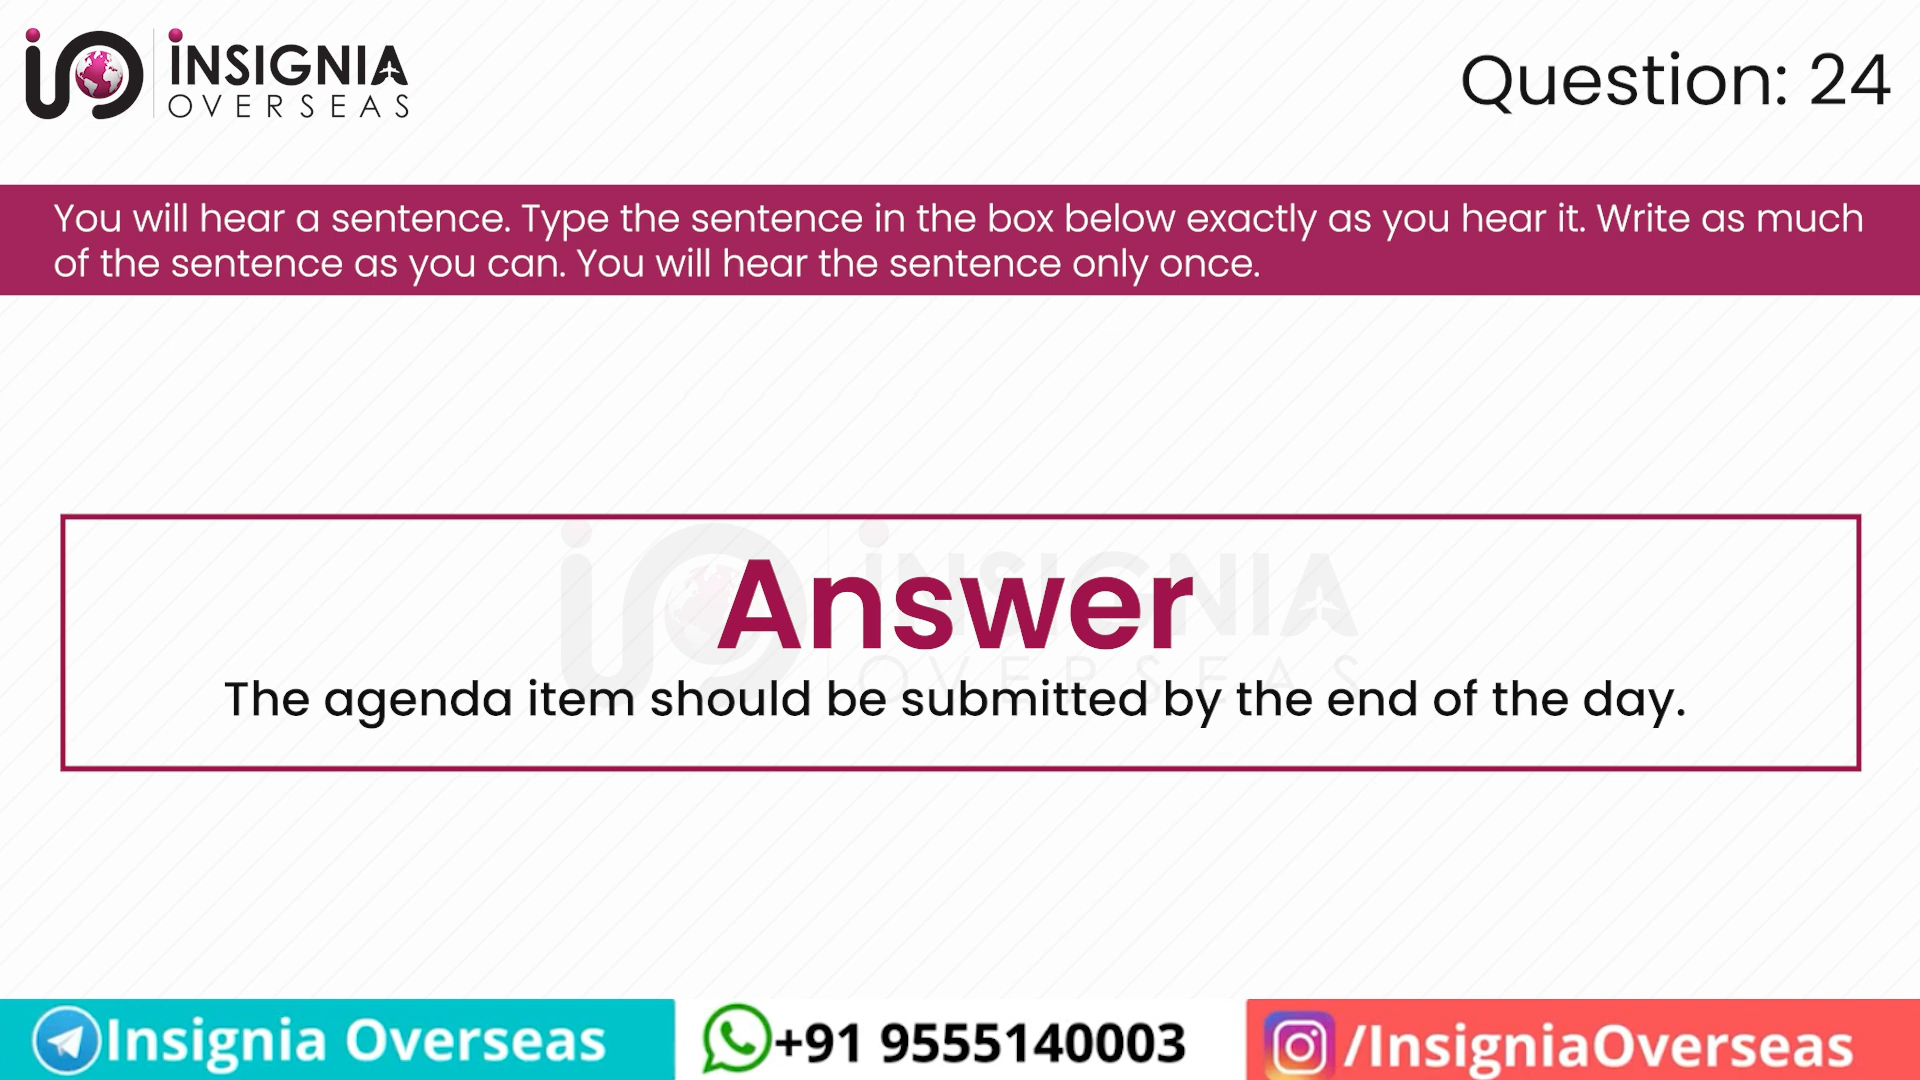 INSIGNIA
OVERSEAS
Question: 24
You will hear a sentence. Type the sentence in the box below exactly as you hear it. Write as much
of the sentence as you can. You will hear the sentence only once.
INSIGNIA
OVERSEAS
Answer
The agenda item should be submitted by the end of the day.
Insignia Overseas
+91 9555140003
/InsigniaOverseas